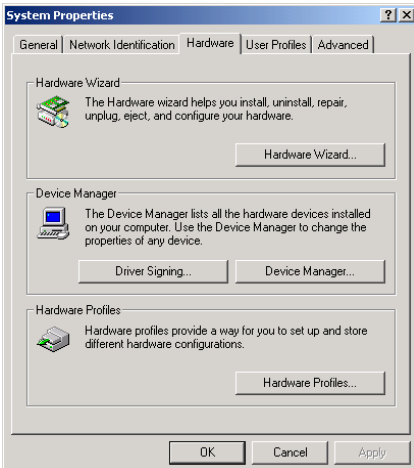 System Properties
General
Network Identification
Hardware
User Profiles
Advanced
Hardware Wizard
The Hardware wizard helps you install, uninstall, repair,
unplug, eject, and configure your hardware.
Hardware Wizard...
Device Manager
The Device Manager lists all the hardware devices installed
on your computer. Use the Device Manager to change the
properties of any device.
Driver Signing...
Device Manager...
Hardware Profiles
Hardware profiles provide a way for you to set up and store
different hardware configurations.
Hardware Profiles...
OK
Cancel
Apply